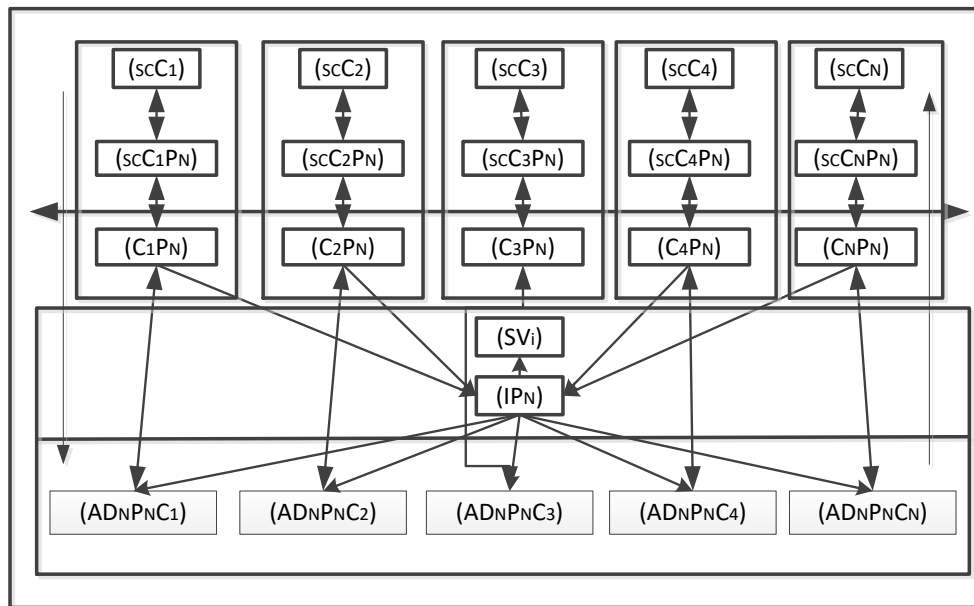 (SCC1) (SCC2) (SCC3) (SCC4) (SCCN)
(SCC1PN) (SCC2PN) (SCC3PN) (SCC4PN) (SCCNPN)
(C1PN) (C2PN) (C3PN) (C4PN) (CNPN)
(SVi)
(IPN)
(ADNPNC1) (ADNPNC2) (ADNPNC3) (ADNPNC4) (ADNPNCN)